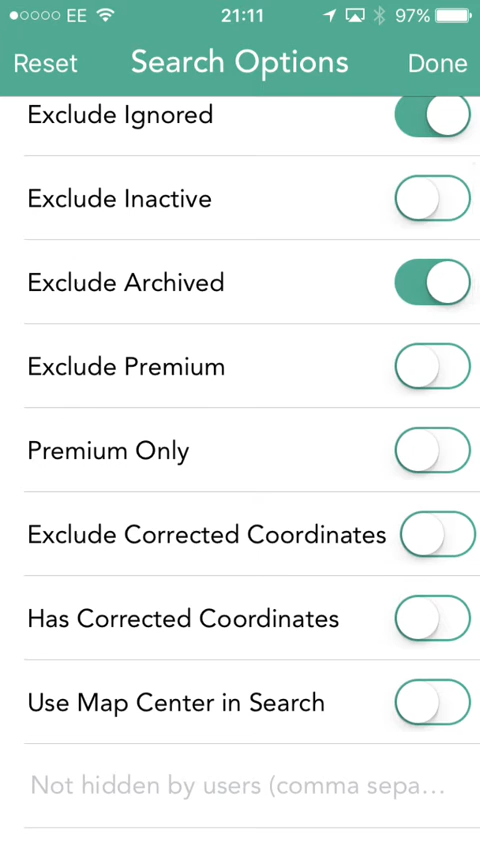 EE 21:11 97%
Reset Search Options Done
Exclude Ignored
Exclude Inactive
Exclude Archived
Exclude Premium
Premium Only
Exclude Corrected Coordinates
Has Corrected Coordinates
Use Map Center in Search
Not hidden by users (comma sepa…